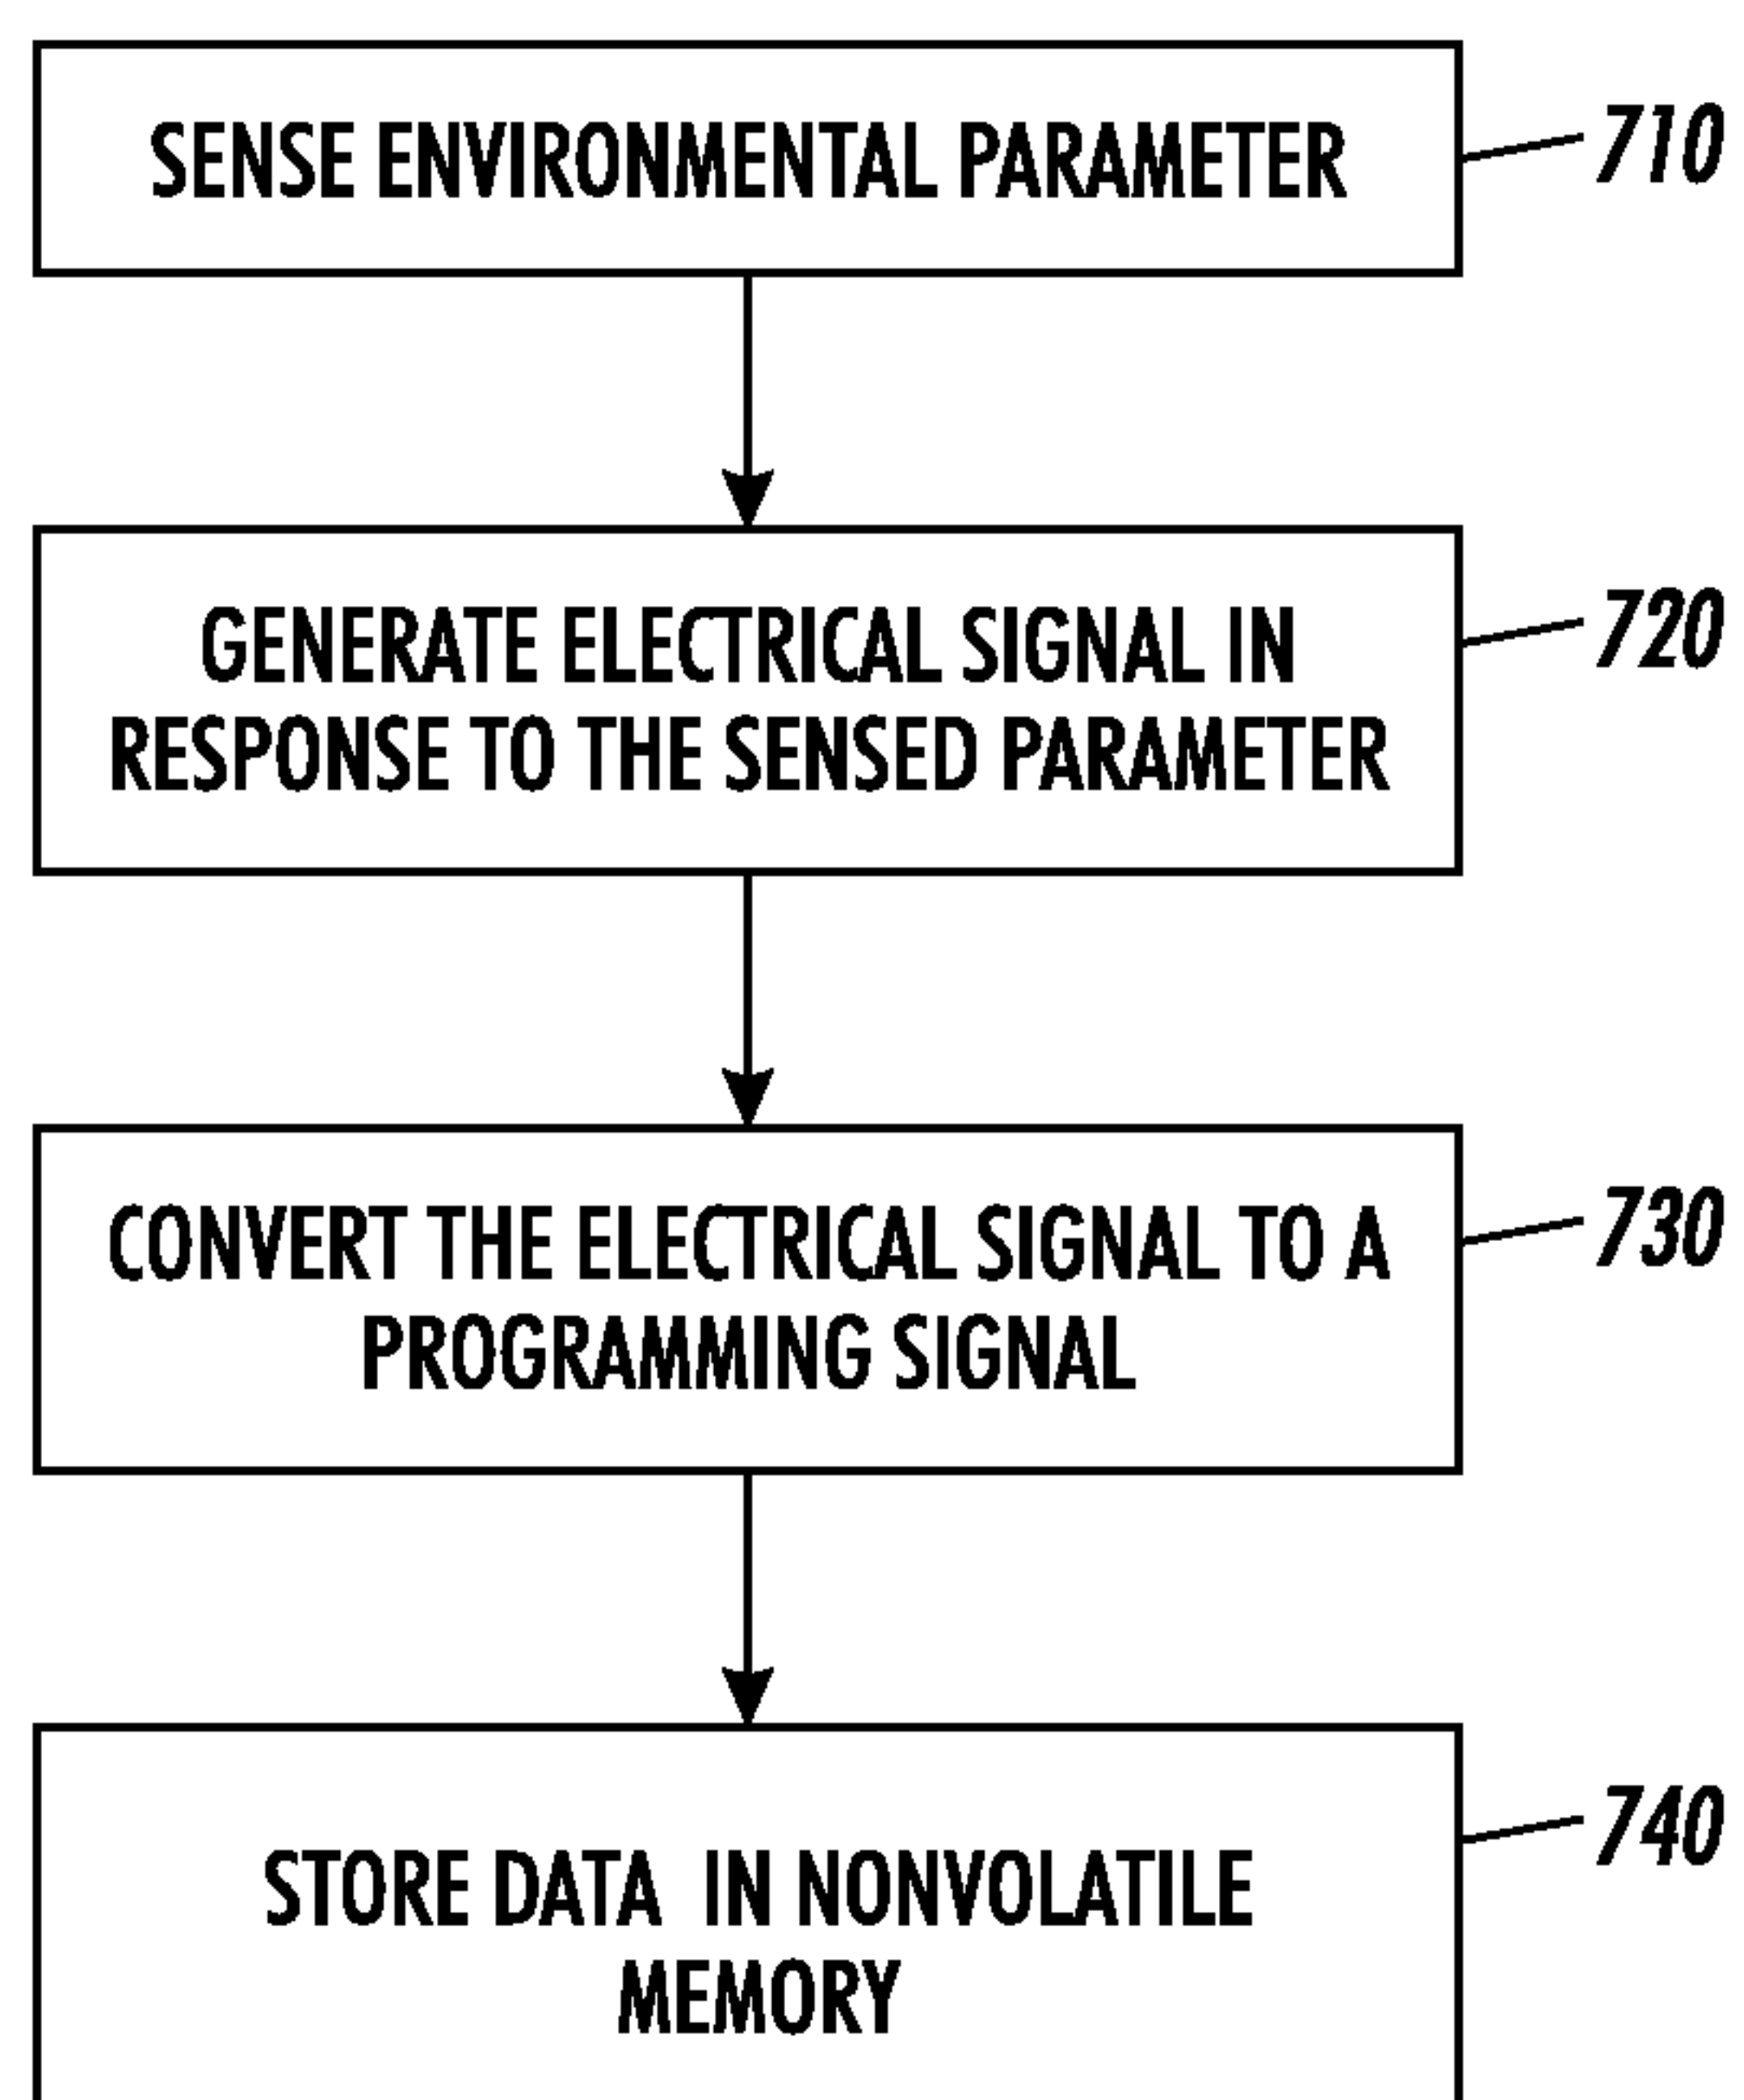 SENSE ENVIRONMENTAL PARAMETER
710
GENERATE ELECTRICAL SIGNAL IN
RESPONSE TO THE SENSED PARAMETER
720
CONVERT THE ELECTRICAL SIGNAL TO A
PROGRAMMING SIGNAL
730
STORE DATA IN NONVOLATILE
MEMORY
740